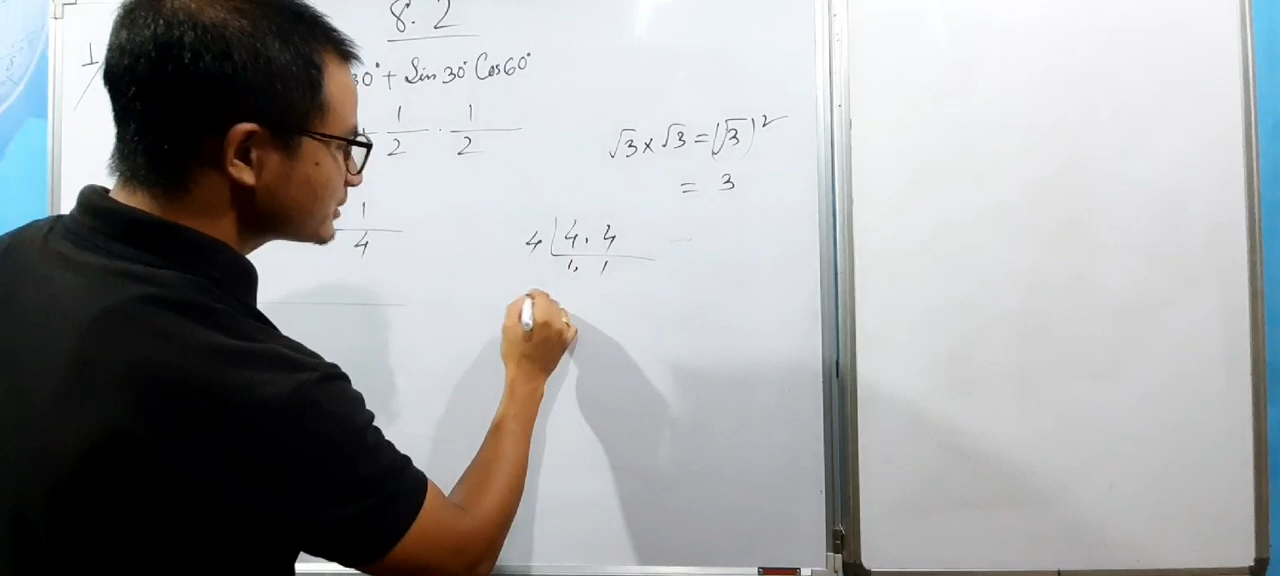 8.2
1/
30° + Sin 30° Cos 60°
+ 1/2 · 1/2
√3 × √3 = (√3)²
= 3
1/4
4 | 4, 4
1, 1